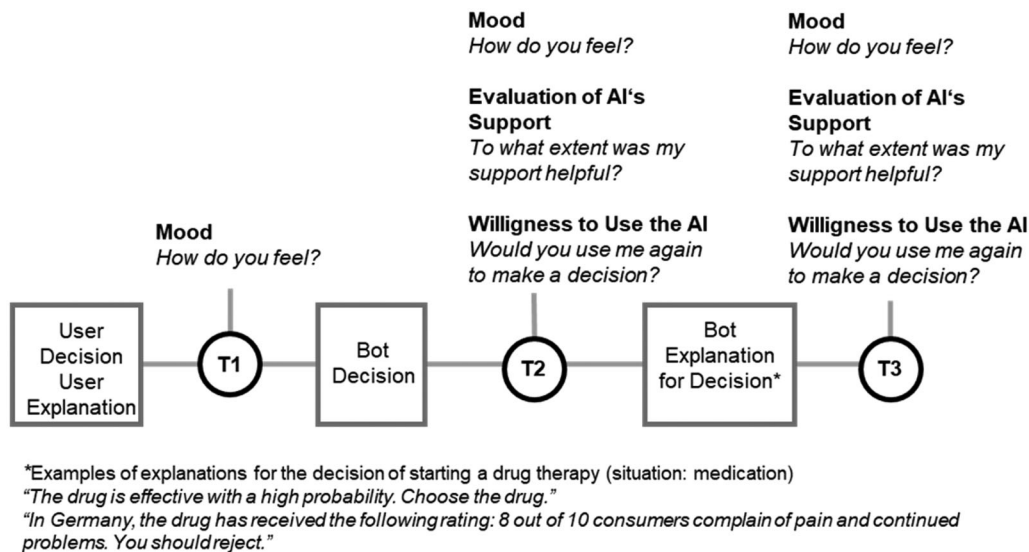 Mood
How do you feel?
Evaluation of AI‘s
Support
To what extent was my
support helpful?
Willigness to Use the AI
Would you use me again
to make a decision?
Mood
How do you feel?
Evaluation of AI‘s
Support
To what extent was my
support helpful?
Willigness to Use the AI
Would you use me again
to make a decision?
Mood
How do you feel?
User
Decision
User
Explanation
T1
Bot
Decision
T2
Bot
Explanation
for Decision*
T3
*Examples of explanations for the decision of starting a drug therapy (situation: medication)
“The drug is effective with a high probability. Choose the drug.”
“In Germany, the drug has received the following rating: 8 out of 10 consumers complain of pain and continued
problems. You should reject.”